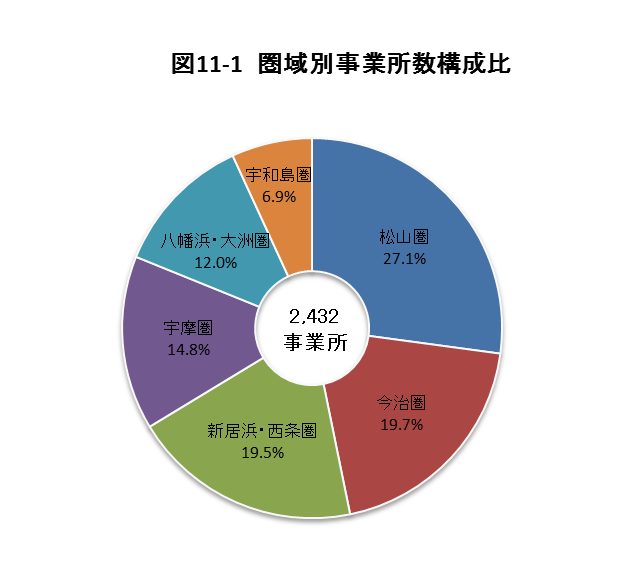 図11-1 圏域別事業所数構成比
松山圏
27.1%
今治圏
19.7%
新居浜・西条圏
19.5%
宇摩圏
14.8%
八幡浜・大洲圏
12.0%
宇和島圏
6.9%
2,432
事業所